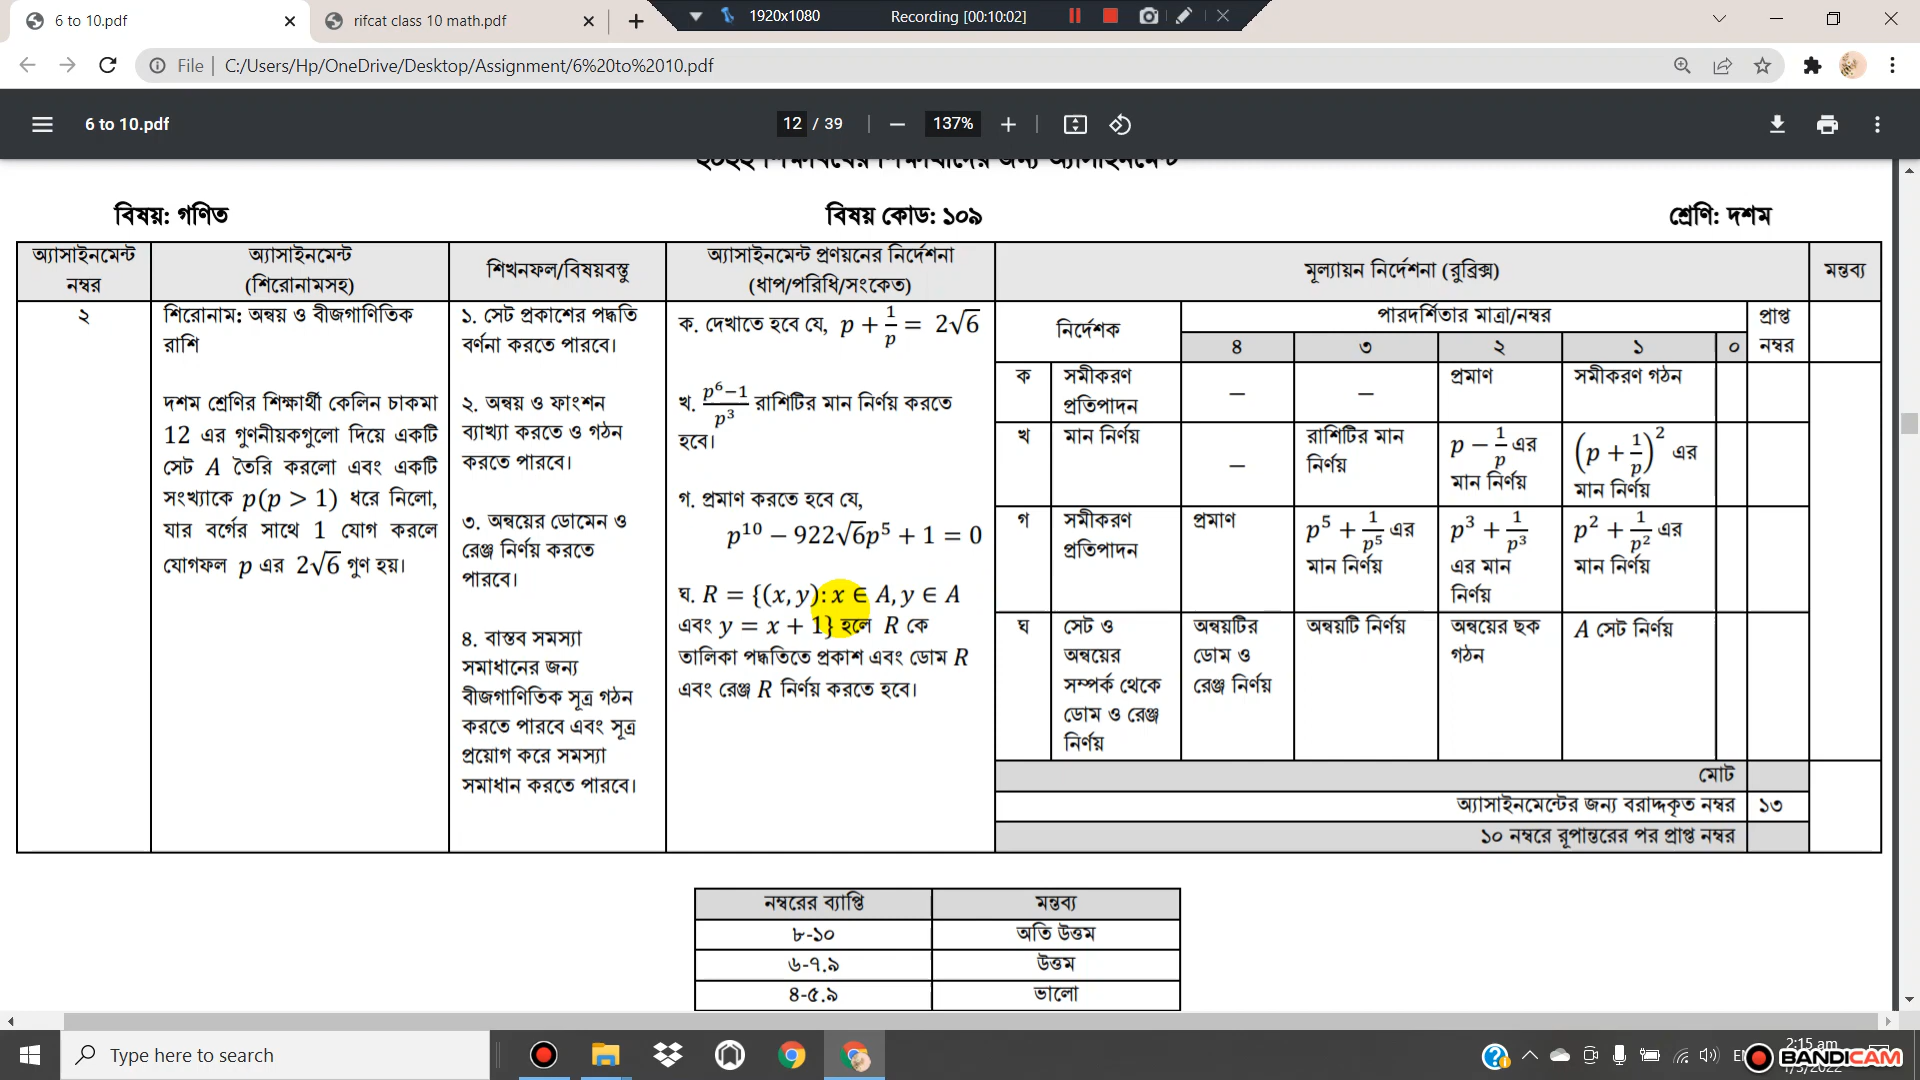 6 to 10.pdf
rifcat class 10 math.pdf
1920x1080
Recording [00:10:02]
File
C:/Users/Hp/OneDrive/Desktop/Assignment/6%20to%2010.pdf
6 to 10.pdf
12 / 39
137%
২০২২ শিক্ষাবর্ষের শিক্ষার্থীদের জন্য অ্যাসাইনমেন্ট
বিষয়: গণিত
বিষয় কোড: ১০৯
শ্রেণি: দশম
অ্যাসাইনমেন্ট
নম্বর
অ্যাসাইনমেন্ট
(শিরোনামসহ)
শিখনফল/বিষয়বস্তু
অ্যাসাইনমেন্ট প্রণয়নের নির্দেশনা
(ধাপ/পরিধি/সংকেত)
মূল্যায়ন নির্দেশনা (রুব্রিক্স)
মন্তব্য
২
শিরোনাম: অন্বয় ও বীজগাণিতিক
রাশি
দশম শ্রেণির শিক্ষার্থী কেলিন চাকমা
12 এর গুণনীয়কগুলো দিয়ে একটি
সেট A তৈরি করলো এবং একটি
সংখ্যাকে p(p > 1) ধরে নিলো,
যার বর্গের সাথে 1 যোগ করলে
যোগফল p এর 2√6 গুণ হয়।
১. সেট প্রকাশের পদ্ধতি
বর্ণনা করতে পারবে।
২. অন্বয় ও ফাংশন
ব্যাখ্যা করতে ও গঠন
করতে পারবে।
৩. অন্বয়ের ডোমেন ও
রেঞ্জ নির্ণয় করতে
পারবে।
৪. বাস্তব সমস্যা
সমাধানের জন্য
বীজগাণিতিক সূত্র গঠন
করতে পারবে এবং সূত্র
প্রয়োগ করে সমস্যা
সমাধান করতে পারবে।
ক. দেখাতে হবে যে, p + 1/p = 2√6
খ. (p⁶−1)/p³ রাশিটির মান নির্ণয় করতে
হবে।
গ. প্রমাণ করতে হবে যে,
p¹⁰ − 922√6p⁵ + 1 = 0
ঘ. R = {(x, y): x ∈ A, y ∈ A
এবং y = x + 1} হলে R কে
তালিকা পদ্ধতিতে প্রকাশ এবং ডোম R
এবং রেঞ্জ R নির্ণয় করতে হবে।
নির্দেশক
পারদর্শিতার মাত্রা/নম্বর
প্রাপ্ত
নম্বর
৪ ৩ ২ ১ ০
ক
সমীকরণ
প্রতিপাদন
–
–
প্রমাণ
সমীকরণ গঠন
খ
মান নির্ণয়
–
রাশিটির মান
নির্ণয়
p − 1/p এর
মান নির্ণয়
(p + 1/p)² এর
মান নির্ণয়
গ
সমীকরণ
প্রতিপাদন
প্রমাণ
p⁵ + 1/p⁵ এর
মান নির্ণয়
p³ + 1/p³
এর মান
নির্ণয়
p² + 1/p² এর
মান নির্ণয়
ঘ
সেট ও
অন্বয়ের
সম্পর্ক থেকে
ডোম ও রেঞ্জ
নির্ণয়
অন্বয়টির
ডোম ও
রেঞ্জ নির্ণয়
অন্বয়টি নির্ণয়
অন্বয়ের ছক
গঠন
A সেট নির্ণয়
মোট
অ্যাসাইনমেন্টের জন্য বরাদ্দকৃত নম্বর
১৩
১০ নম্বরে রূপান্তরের পর প্রাপ্ত নম্বর
নম্বরের ব্যাপ্তি
মন্তব্য
৮-১০
অতি উত্তম
৬-৭.৯
উত্তম
৪-৫.৯
ভালো
Type here to search
2:15 am
BANDICAM